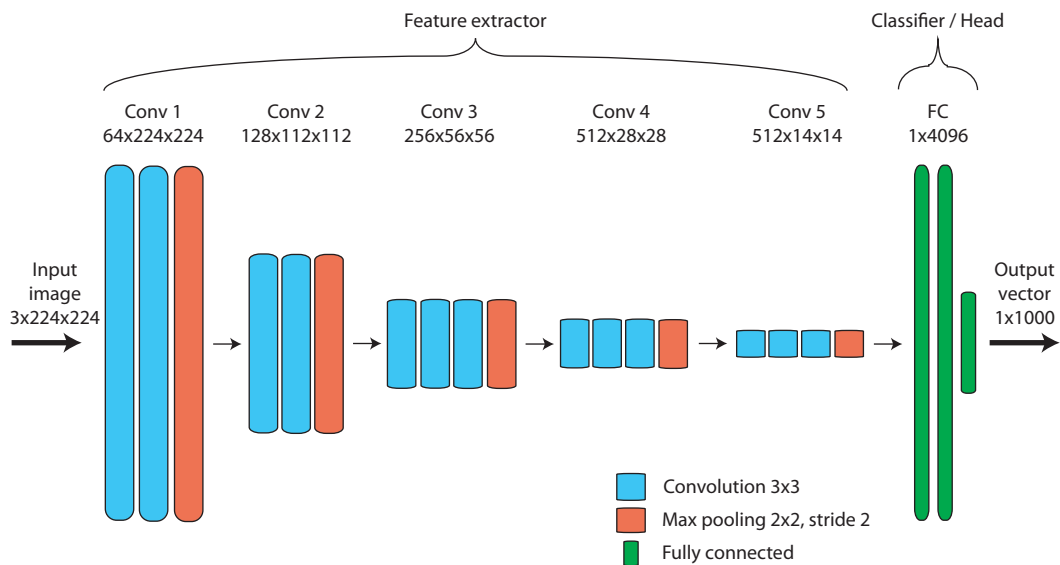 Feature extractor
Classifier / Head
Conv 1
64x224x224
Conv 2
128x112x112
Conv 3
256x56x56
Conv 4
512x28x28
Conv 5
512x14x14
FC
1x4096
Input
image
3x224x224
Output
vector
1x1000
Convolution 3x3
Max pooling 2x2, stride 2
Fully connected